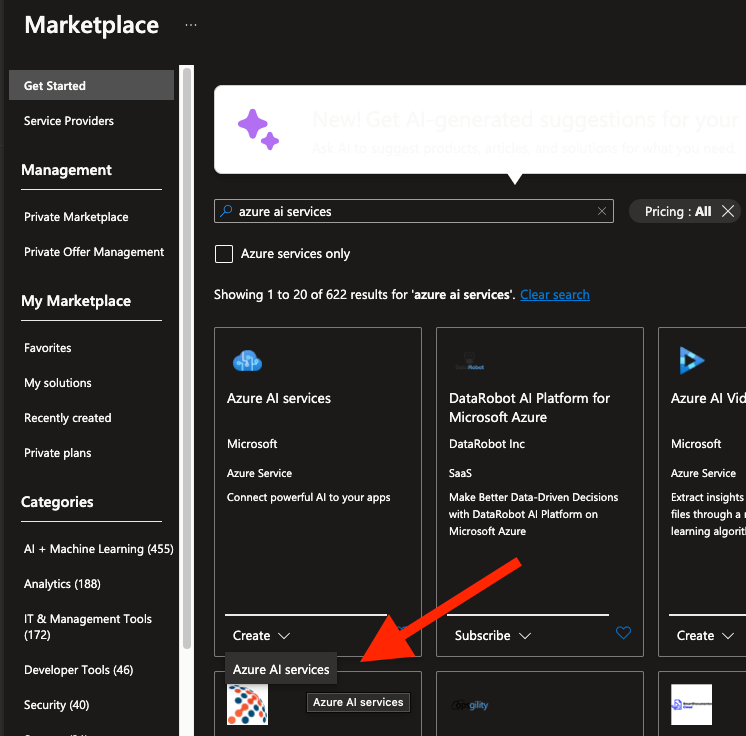 Marketplace ...
Get Started
Service Providers
Management
Private Marketplace
Private Offer Management
My Marketplace
Favorites
My solutions
Recently created
Private plans
Categories
AI + Machine Learning (455)
Analytics (188)
IT & Management Tools
(172)
Developer Tools (46)
Security (40)
New! Get AI-generated suggestions for your
Ask AI to suggest products, articles, and solutions for what you need.
azure ai services
Pricing : All
Azure services only
Showing 1 to 20 of 622 results for 'azure ai services'. Clear search
Azure AI services
Microsoft
Azure Service
Connect powerful AI to your apps
Create
Azure AI services
Azure AI services
DataRobot
DataRobot AI Platform for
Microsoft Azure
DataRobot Inc
SaaS
Make Better Data-Driven Decisions
with DataRobot AI Platform on
Microsoft Azure
Subscribe
gility
Azure AI Vid
Microsoft
Azure Service
Extract insights
files through a
learning algorit
Create